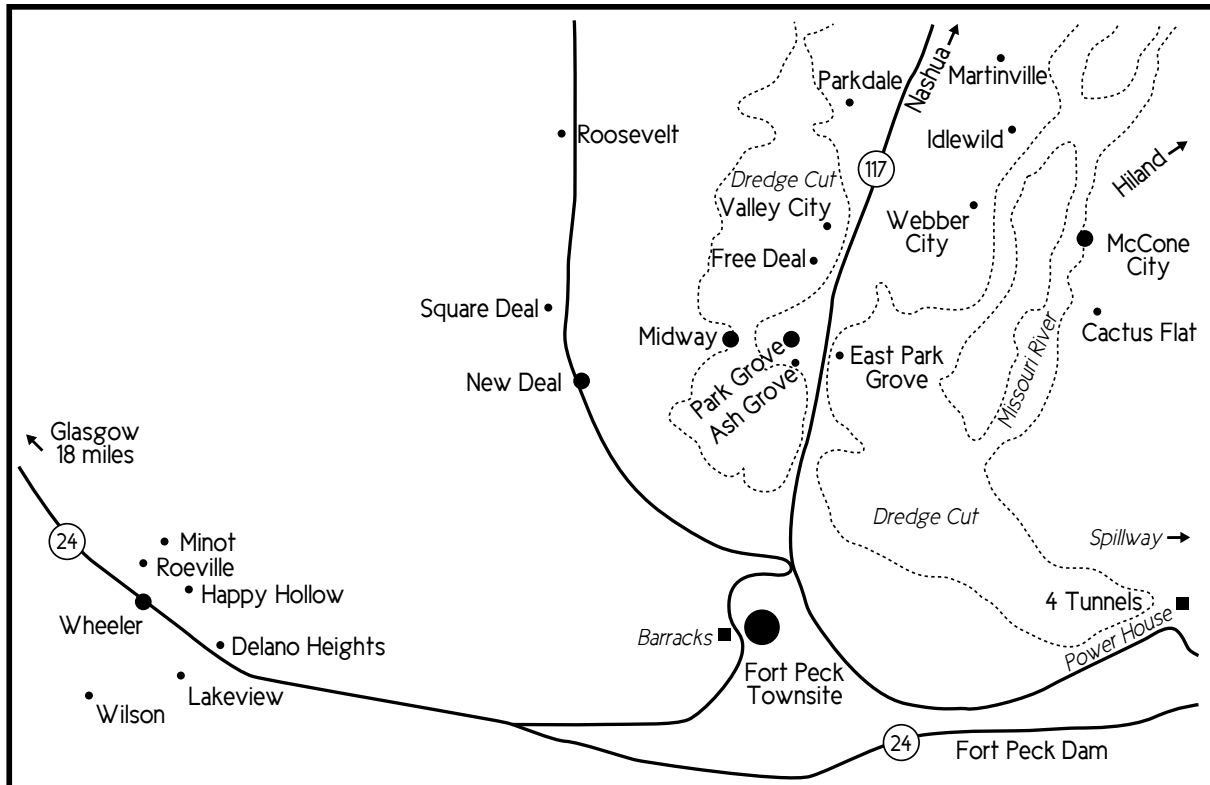 Nashua
Martinville
Parkdale
Roosevelt
Idlewild
117
Dredge Cut
Hiland
Valley City
Webber
City
McCone
City
Free Deal
Square Deal
Midway
Cactus Flat
Park Grove
Ash Grove
East Park
Grove
Missouri River
New Deal
Glasgow
18 miles
Dredge Cut
24
Minot
Spillway
Roeville
Happy Hollow
4 Tunnels
Wheeler
Barracks
Delano Heights
Power House
Fort Peck
Townsite
Lakeview
Wilson
24
Fort Peck Dam